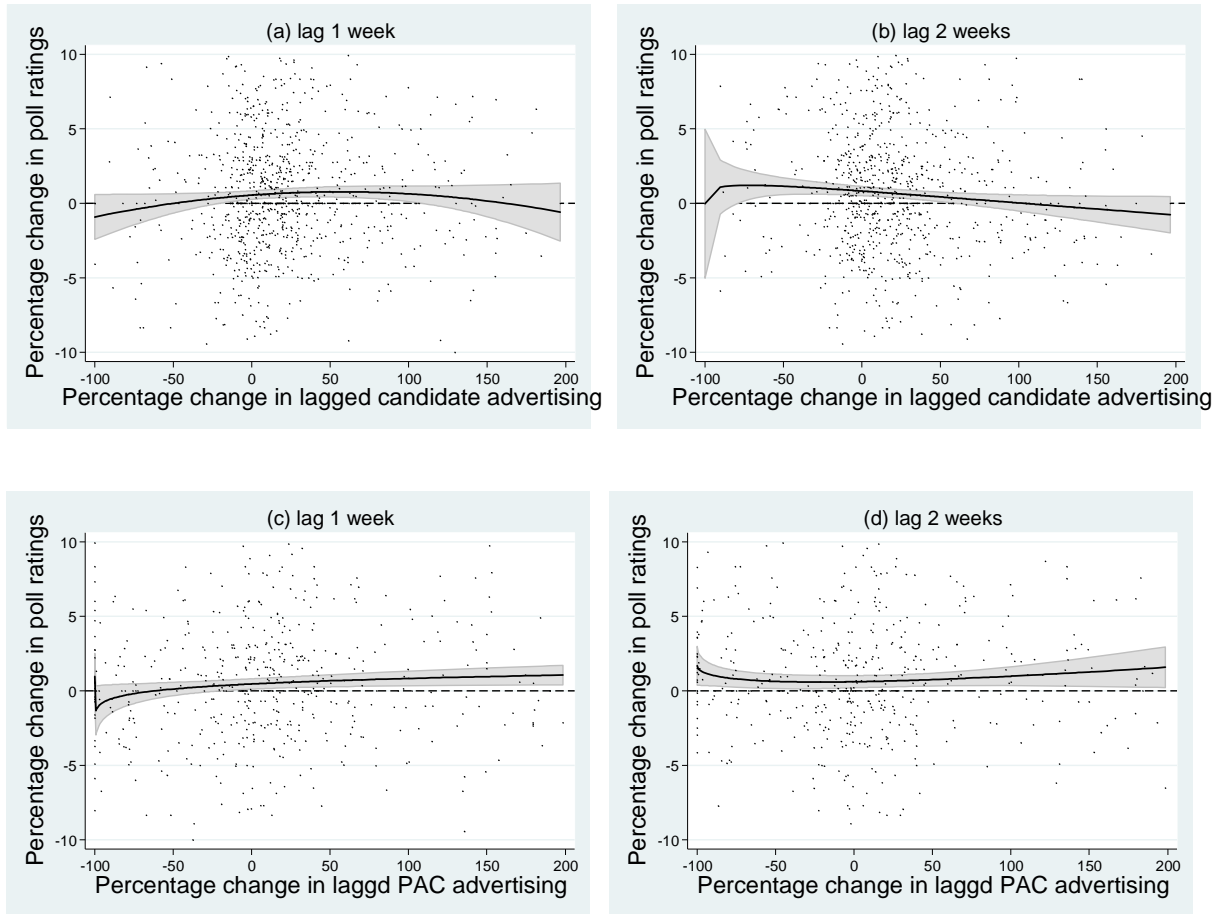 (a) lag 1 week
Percentage change in poll ratings
10
5
0
-5
-10
-100 -50 0 50 100 150 200
Percentage change in lagged candidate advertising
(b) lag 2 weeks
Percentage change in poll ratings
10
5
0
-5
-10
-100 -50 0 50 100 150 200
Percentage change in lagged candidate advertising
(c) lag 1 week
Percentage change in poll ratings
10
5
0
-5
-10
-100 -50 0 50 100 150 200
Percentage change in laggd PAC advertising
(d) lag 2 weeks
Percentage change in poll ratings
10
5
0
-5
-10
-100 -50 0 50 100 150 200
Percentage change in laggd PAC advertising